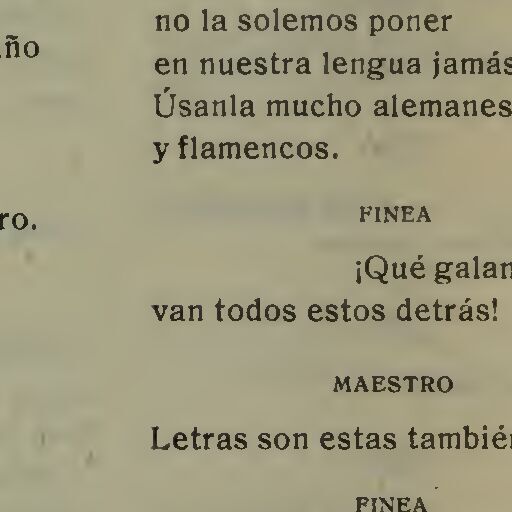 no la solemos poner
en nuestra lengua jamás
Úsanla mucho alemanes
y flamencos.
FINEA
¡Qué galan
van todos estos detrás!
MAESTRO
Letras son estas tambié
FINEA
ño
ro.